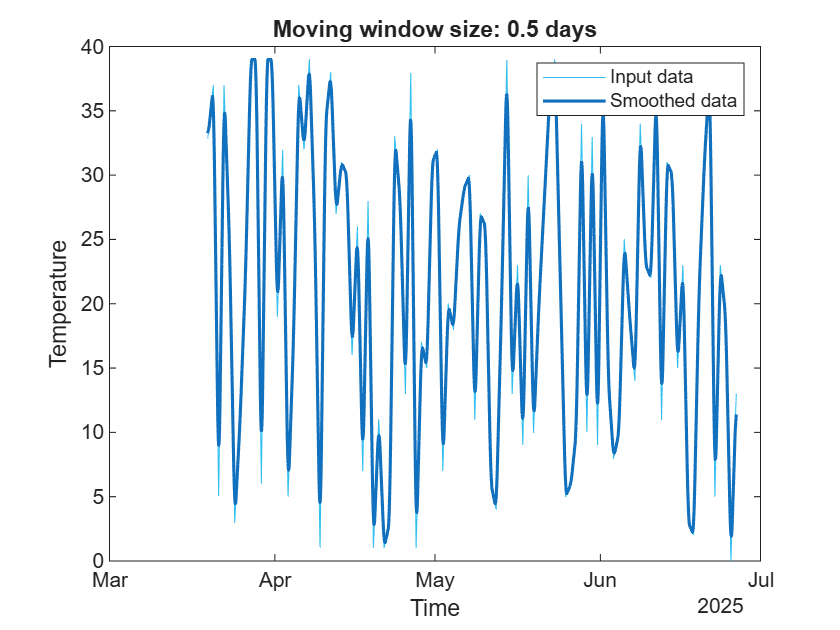 Moving window size: 0.5 days
40
35
30
25
20
15
10
5
0
Temperature
Input data
Smoothed data
Mar Apr May Jun Jul
Time
2025